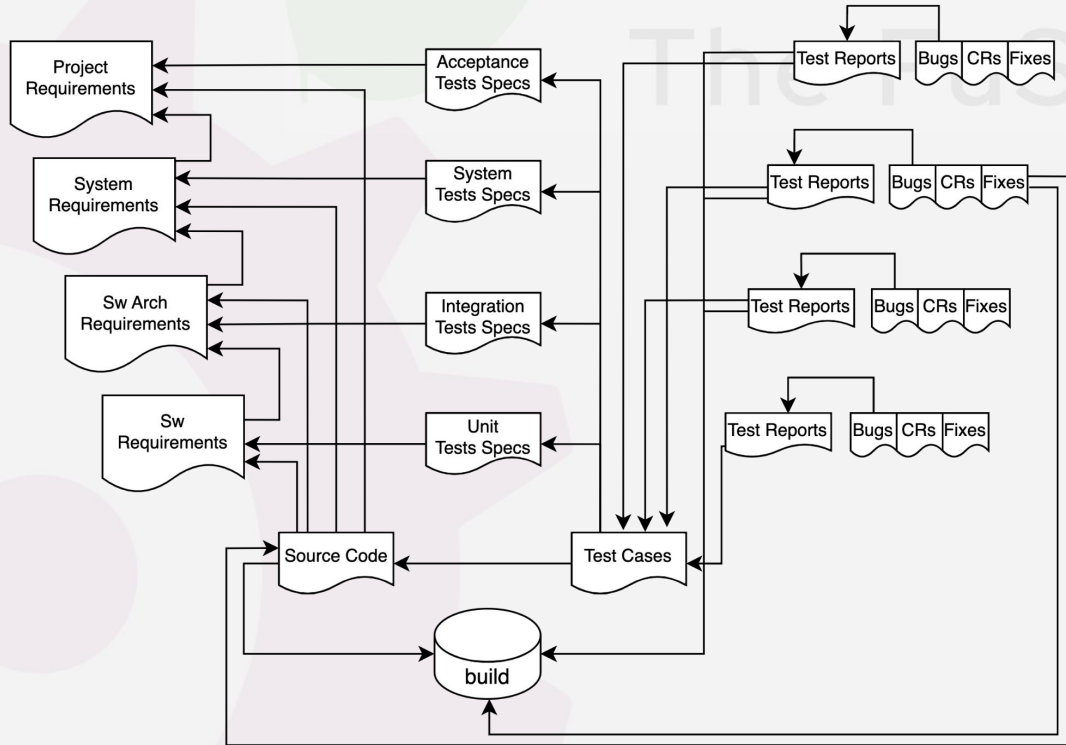 Project
Requirements
Acceptance
Tests Specs
Test Reports
Bugs CRs Fixes
The FuS
System
Requirements
System
Tests Specs
Test Reports
Bugs CRs Fixes
Sw Arch
Requirements
Integration
Tests Specs
Test Reports
Bugs CRs Fixes
Sw
Requirements
Unit
Tests Specs
Test Reports
Bugs CRs Fixes
Source Code
Test Cases
build